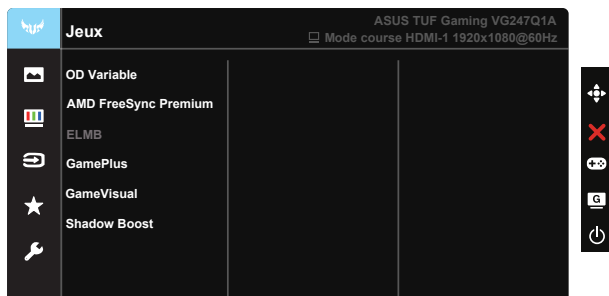 Jeux
ASUS TUF Gaming VG247Q1A
Mode course HDMI-1 1920x1080@60Hz
OD Variable
AMD FreeSync Premium
ELMB
GamePlus
GameVisual
Shadow Boost
G